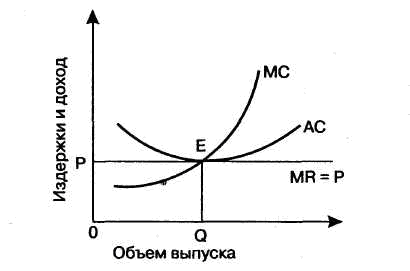 Издержки и доход
MC
AC
E
P
MR = P
0
Q
Объем выпуска